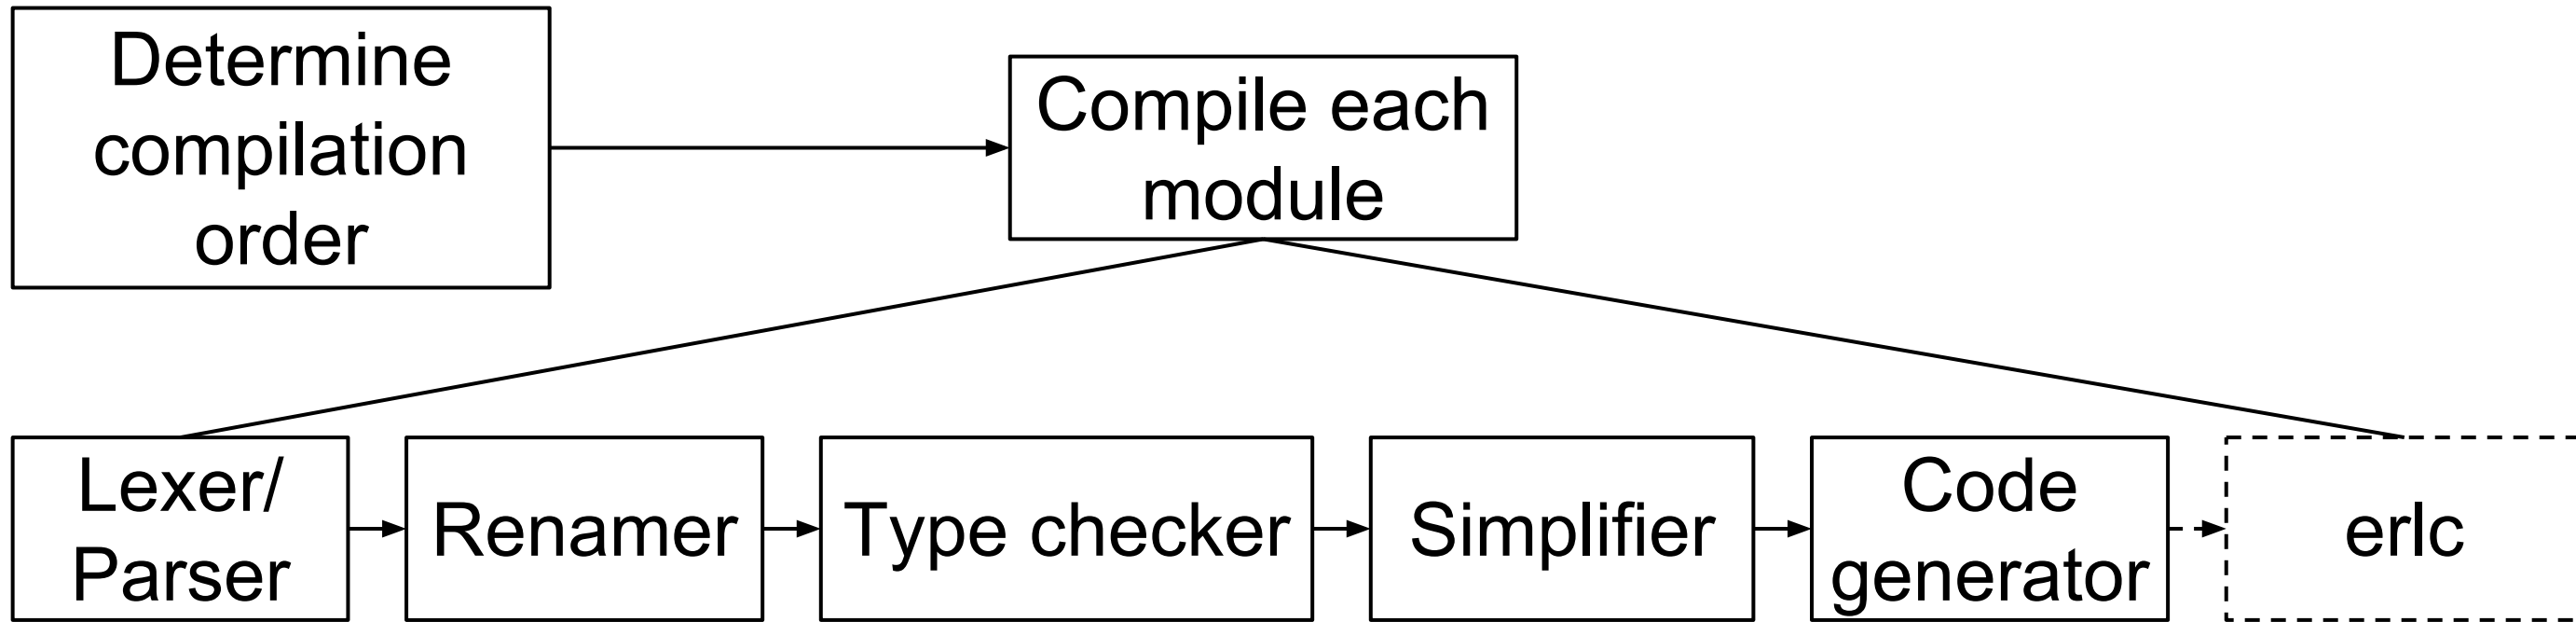 Determine
compilation
order
Compile each
module
Lexer/
Parser
Renamer
Type checker
Simplifier
Code
generator
erlc